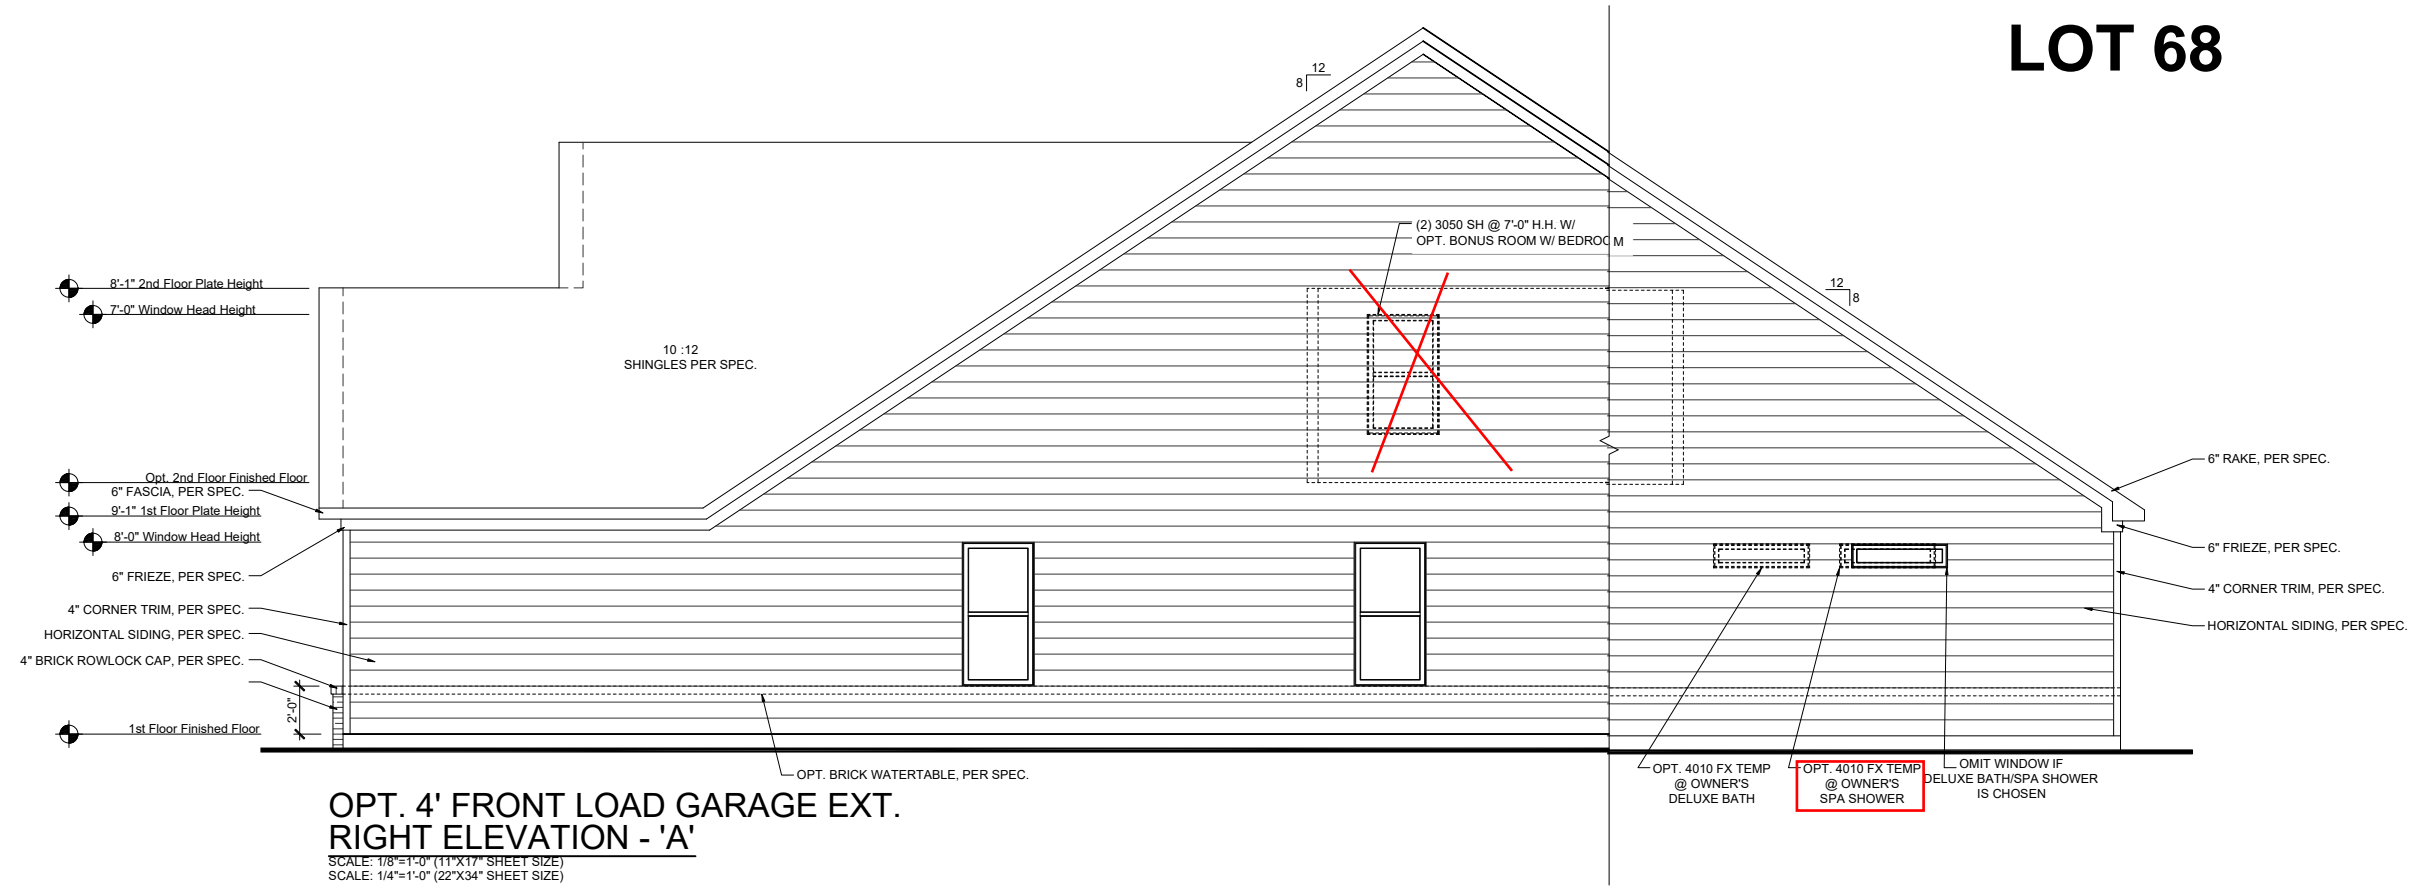 LOT 68
12
8
(2) 3050 SH @ 7'-0" H.H. W/
OPT. BONUS ROOM W/ BEDROOM
12
8
8'-1" 2nd Floor Plate Height
7'-0" Window Head Height
10 :12
SHINGLES PER SPEC.
Opt. 2nd Floor Finished Floor
6" FASCIA, PER SPEC.
9'-1" 1st Floor Plate Height
8'-0" Window Head Height
6" FRIEZE, PER SPEC.
4" CORNER TRIM, PER SPEC.
HORIZONTAL SIDING, PER SPEC.
4" BRICK ROWLOCK CAP, PER SPEC.
2'-0"
1st Floor Finished Floor
6" RAKE, PER SPEC.
6" FRIEZE, PER SPEC.
4" CORNER TRIM, PER SPEC.
HORIZONTAL SIDING, PER SPEC.
OPT. BRICK WATERTABLE, PER SPEC.
OPT. 4010 FX TEMP
@ OWNER'S
DELUXE BATH
OPT. 4010 FX TEMP
@ OWNER'S
SPA SHOWER
OMIT WINDOW IF
DELUXE BATH/SPA SHOWER
IS CHOSEN
OPT. 4' FRONT LOAD GARAGE EXT.
RIGHT ELEVATION - 'A'
SCALE: 1/8"=1'-0" (11"X17" SHEET SIZE)
SCALE: 1/4"=1'-0" (22"X34" SHEET SIZE)